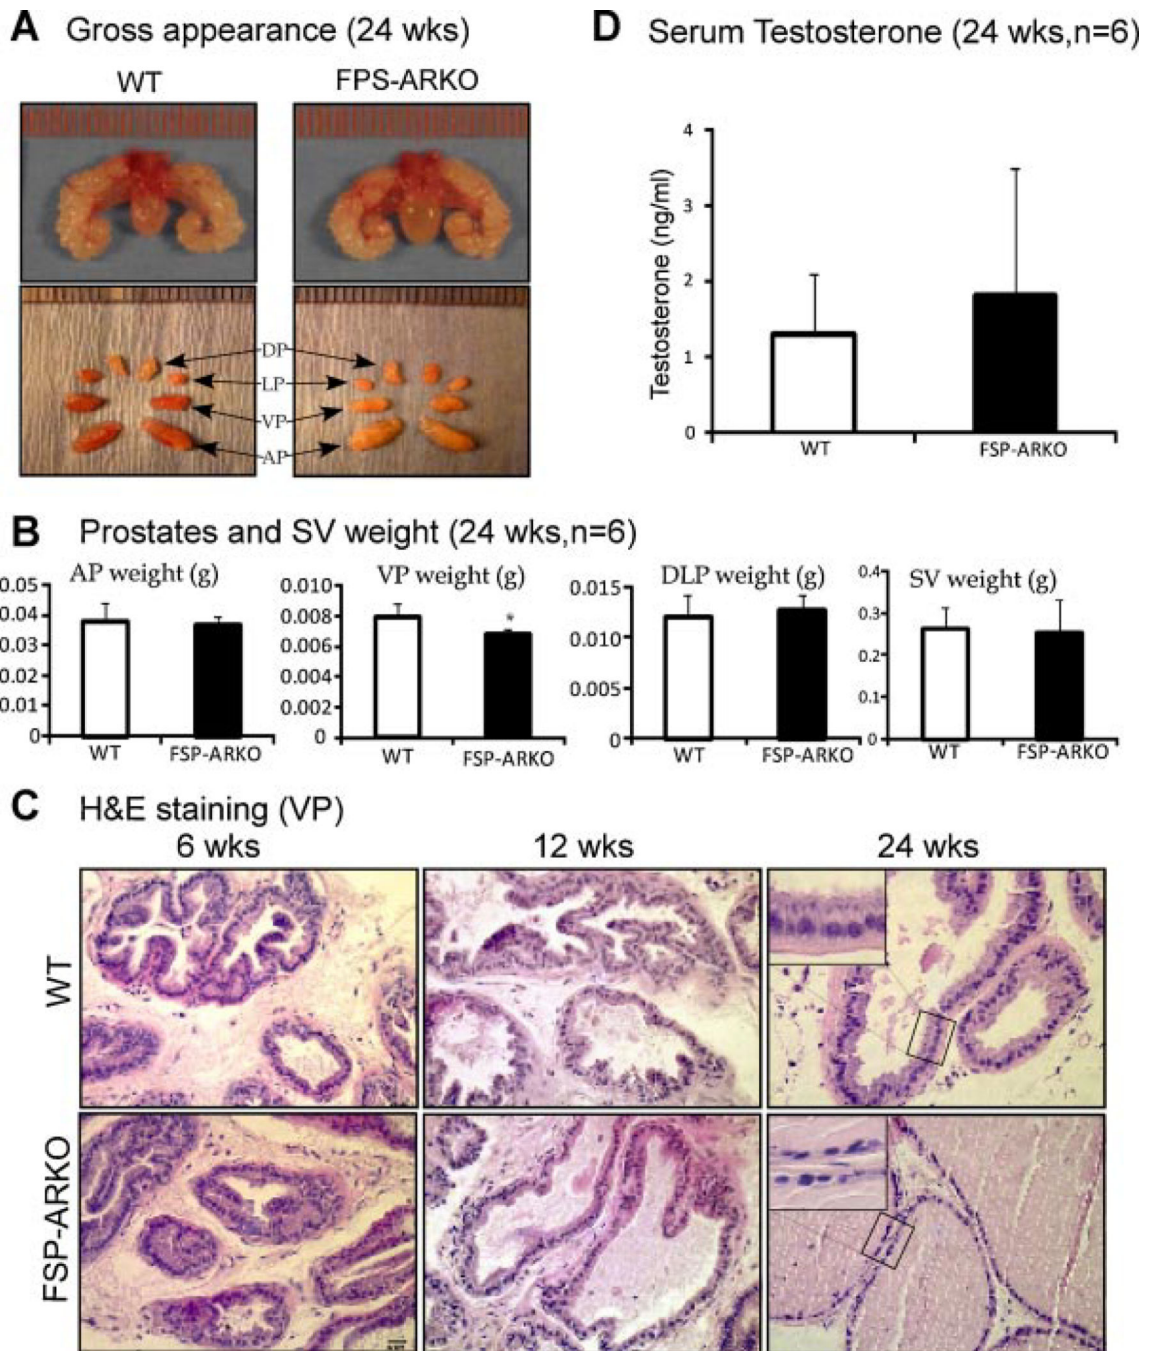 A Gross appearance (24 wks)
WT FPS-ARKO
DP
LP
VP
AP
D Serum Testosterone (24 wks,n=6)
Testosterone (ng/ml)
4
3
2
1
0
WT FSP-ARKO
B Prostates and SV weight (24 wks,n=6)
AP weight (g)
0.05
0.04
0.03
0.02
0.01
0
WT FSP-ARKO
VP weight (g)
0.010
0.008
0.006
0.004
0.002
0
*
WT FSP-ARKO
DLP weight (g)
0.015
0.010
0.005
0
WT FSP-ARKO
SV weight (g)
0.4
0.3
0.2
0.1
0
WT FSP-ARKO
C H&E staining (VP)
6 wks 12 wks 24 wks
WT
FSP-ARKO